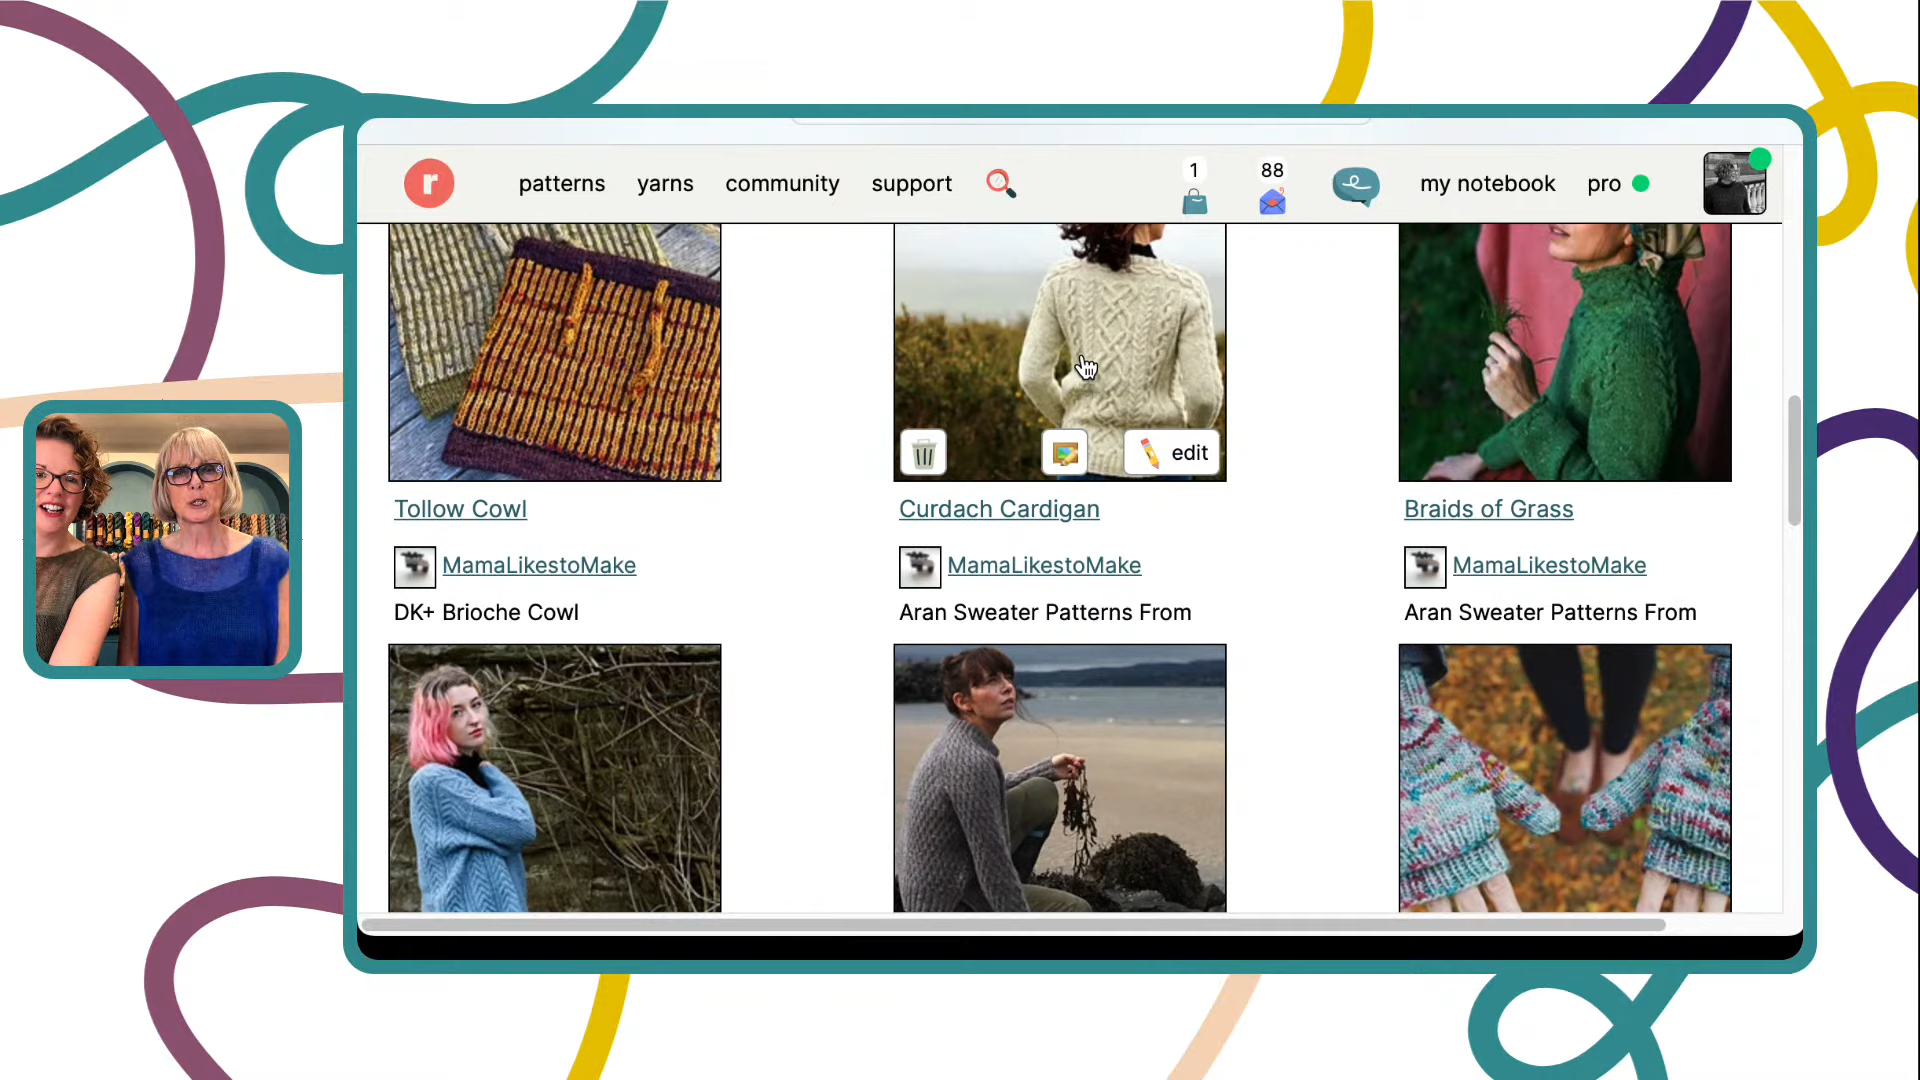 r patterns yarns community support 1 88 my notebook pro
edit
Tollow Cowl Curdach Cardigan Braids of Grass
MamaLikestoMake MamaLikestoMake MamaLikestoMake
DK+ Brioche Cowl Aran Sweater Patterns From Aran Sweater Patterns From